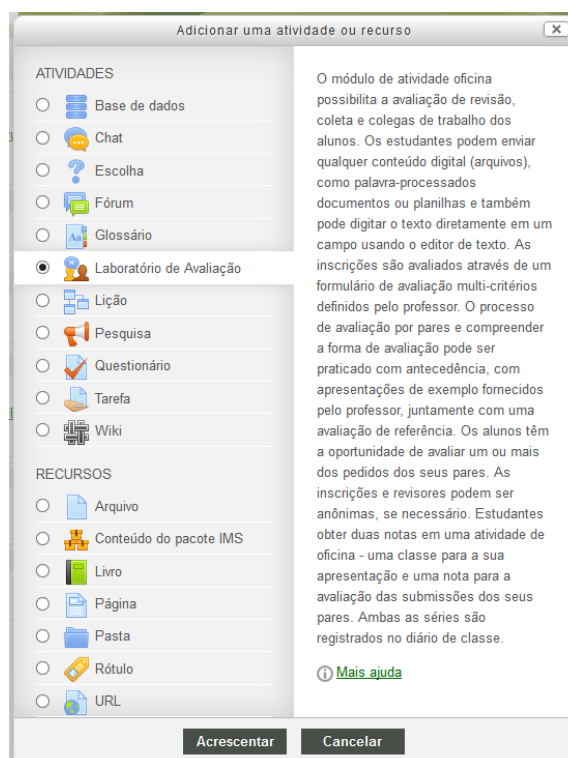 Adicionar uma atividade ou recurso
ATIVIDADES
Base de dados
Chat
Escolha
Fórum
Glossário
Laboratório de Avaliação
Lição
Pesquisa
Questionário
Tarefa
Wiki
RECURSOS
Arquivo
Conteúdo do pacote IMS
Livro
Página
Pasta
Rótulo
URL
O módulo de atividade oficina
possibilita a avaliação de revisão,
coleta e colegas de trabalho dos
alunos. Os estudantes podem enviar
qualquer conteúdo digital (arquivos),
como palavra-processados
documentos ou planilhas e também
pode digitar o texto diretamente em um
campo usando o editor de texto. As
inscrições são avaliados através de um
formulário de avaliação multi-critérios
definidos pelo professor. O processo
de avaliação por pares e compreender
a forma de avaliação pode ser
praticado com antecedência, com
apresentações de exemplo fornecidos
pelo professor, juntamente com uma
avaliação de referência. Os alunos têm
a oportunidade de avaliar um ou mais
dos pedidos dos seus pares. As
inscrições e revisores podem ser
anônimas, se necessário. Estudantes
obter duas notas em uma atividade de
oficina - uma classe para a sua
apresentação e uma nota para a
avaliação das submissões dos seus
pares. Ambas as séries são
registrados no diário de classe.
Mais ajuda
Acrescentar
Cancelar